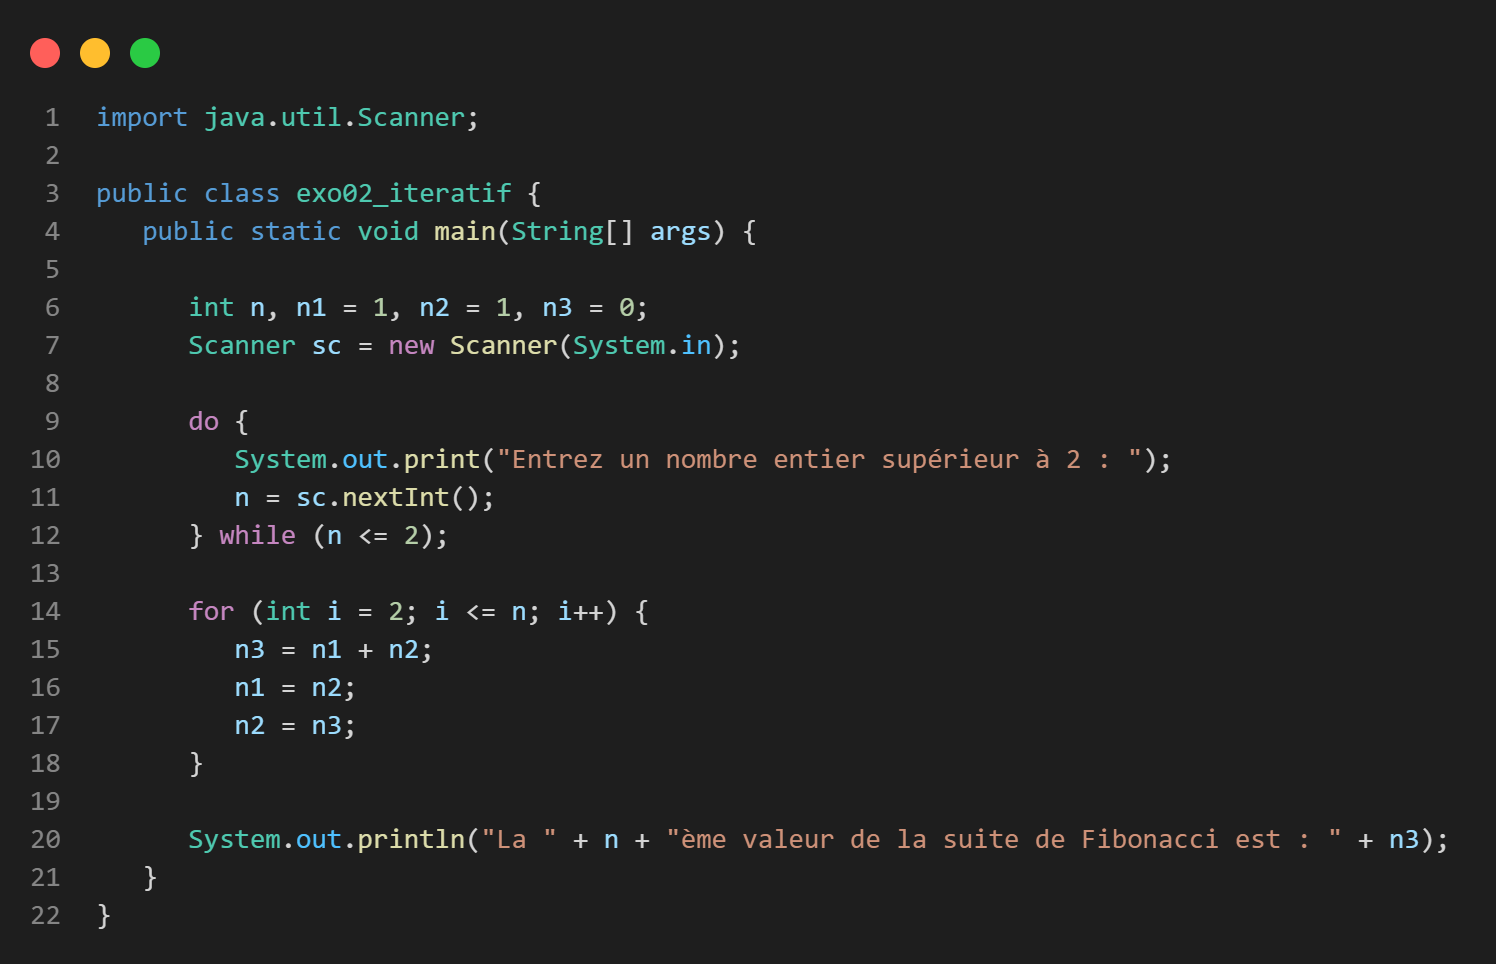 1 import java.util.Scanner;
2
3 public class exo02_iteratif {
4    public static void main(String[] args) {
5
6       int n, n1 = 1, n2 = 1, n3 = 0;
7       Scanner sc = new Scanner(System.in);
8
9       do {
10          System.out.print("Entrez un nombre entier supérieur à 2 : ");
11          n = sc.nextInt();
12       } while (n <= 2);
13
14       for (int i = 2; i <= n; i++) {
15          n3 = n1 + n2;
16          n1 = n2;
17          n2 = n3;
18       }
19
20       System.out.println("La " + n + "ème valeur de la suite de Fibonacci est : " + n3);
21    }
22 }